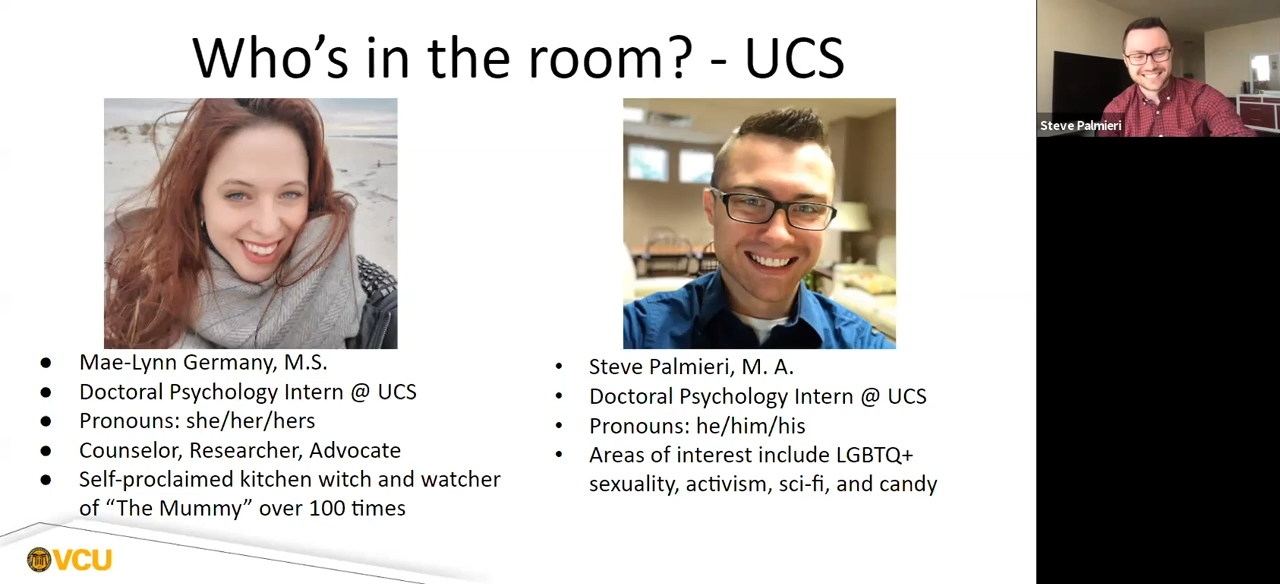 Who's in the room? - UCS
Steve Palmieri
● Mae-Lynn Germany, M.S.
● Doctoral Psychology Intern @ UCS
● Pronouns: she/her/hers
● Counselor, Researcher, Advocate
● Self-proclaimed kitchen witch and watcher
of “The Mummy” over 100 times
• Steve Palmieri, M. A.
• Doctoral Psychology Intern @ UCS
• Pronouns: he/him/his
• Areas of interest include LGBTQ+
sexuality, activism, sci-fi, and candy
VCU